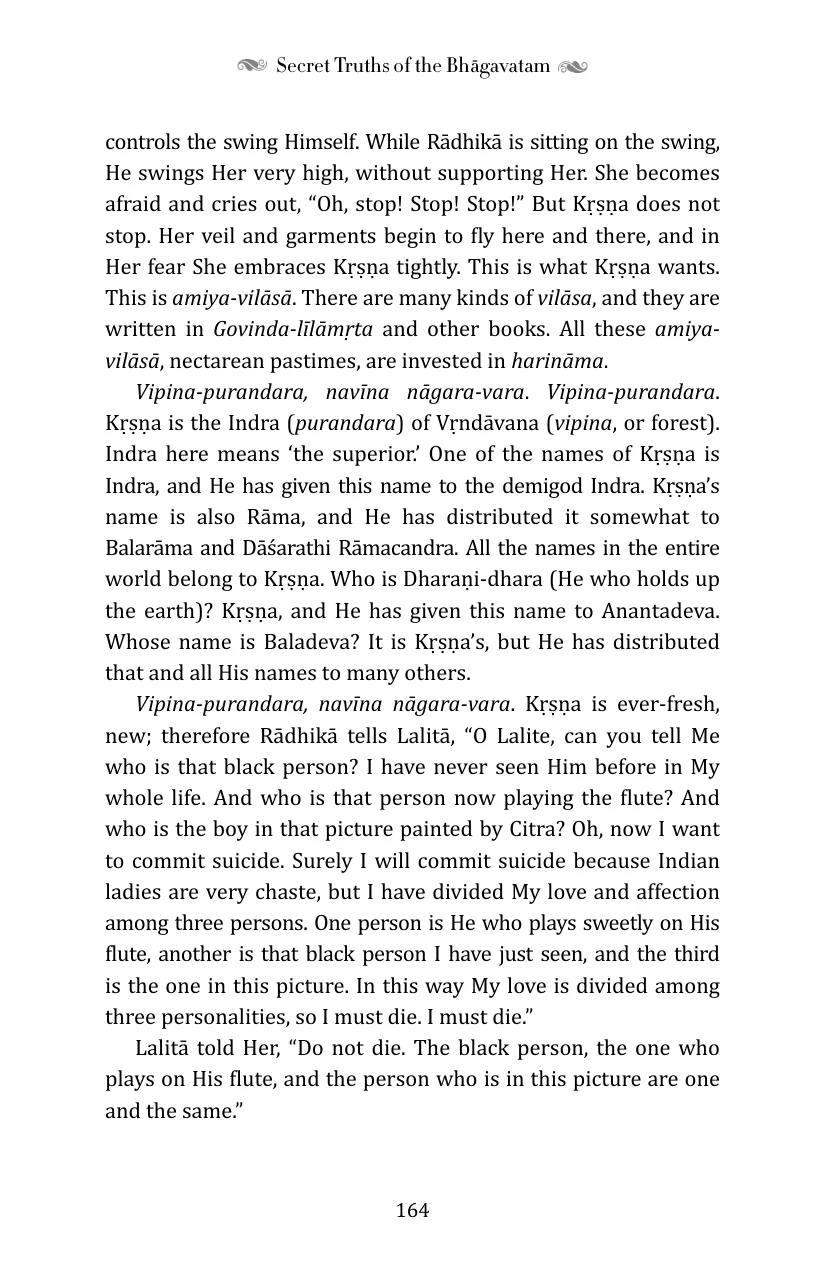 Secret Truths of the Bhāgavatam
controls the swing Himself. While Rādhikā is sitting on the swing,
He swings Her very high, without supporting Her. She becomes
afraid and cries out, “Oh, stop! Stop! Stop!” But Kṛṣṇa does not
stop. Her veil and garments begin to fly here and there, and in
Her fear She embraces Kṛṣṇa tightly. This is what Kṛṣṇa wants.
This is amiya-vilāsā. There are many kinds of vilāsa, and they are
written in Govinda-līlāmṛta and other books. All these amiya-
vilāsā, nectarean pastimes, are invested in harināma.
Vipina-purandara, navīna nāgara-vara. Vipina-purandara.
Kṛṣṇa is the Indra (purandara) of Vṛndāvana (vipina, or forest).
Indra here means ‘the superior.’ One of the names of Kṛṣṇa is
Indra, and He has given this name to the demigod Indra. Kṛṣṇa’s
name is also Rāma, and He has distributed it somewhat to
Balarāma and Dāśarathi Rāmacandra. All the names in the entire
world belong to Kṛṣṇa. Who is Dharaṇi-dhara (He who holds up
the earth)? Kṛṣṇa, and He has given this name to Anantadeva.
Whose name is Baladeva? It is Kṛṣṇa’s, but He has distributed
that and all His names to many others.
Vipina-purandara, navīna nāgara-vara. Kṛṣṇa is ever-fresh,
new; therefore Rādhikā tells Lalitā, “O Lalite, can you tell Me
who is that black person? I have never seen Him before in My
whole life. And who is that person now playing the flute? And
who is the boy in that picture painted by Citra? Oh, now I want
to commit suicide. Surely I will commit suicide because Indian
ladies are very chaste, but I have divided My love and affection
among three persons. One person is He who plays sweetly on His
flute, another is that black person I have just seen, and the third
is the one in this picture. In this way My love is divided among
three personalities, so I must die. I must die.”
Lalitā told Her, “Do not die. The black person, the one who
plays on His flute, and the person who is in this picture are one
and the same.”
164